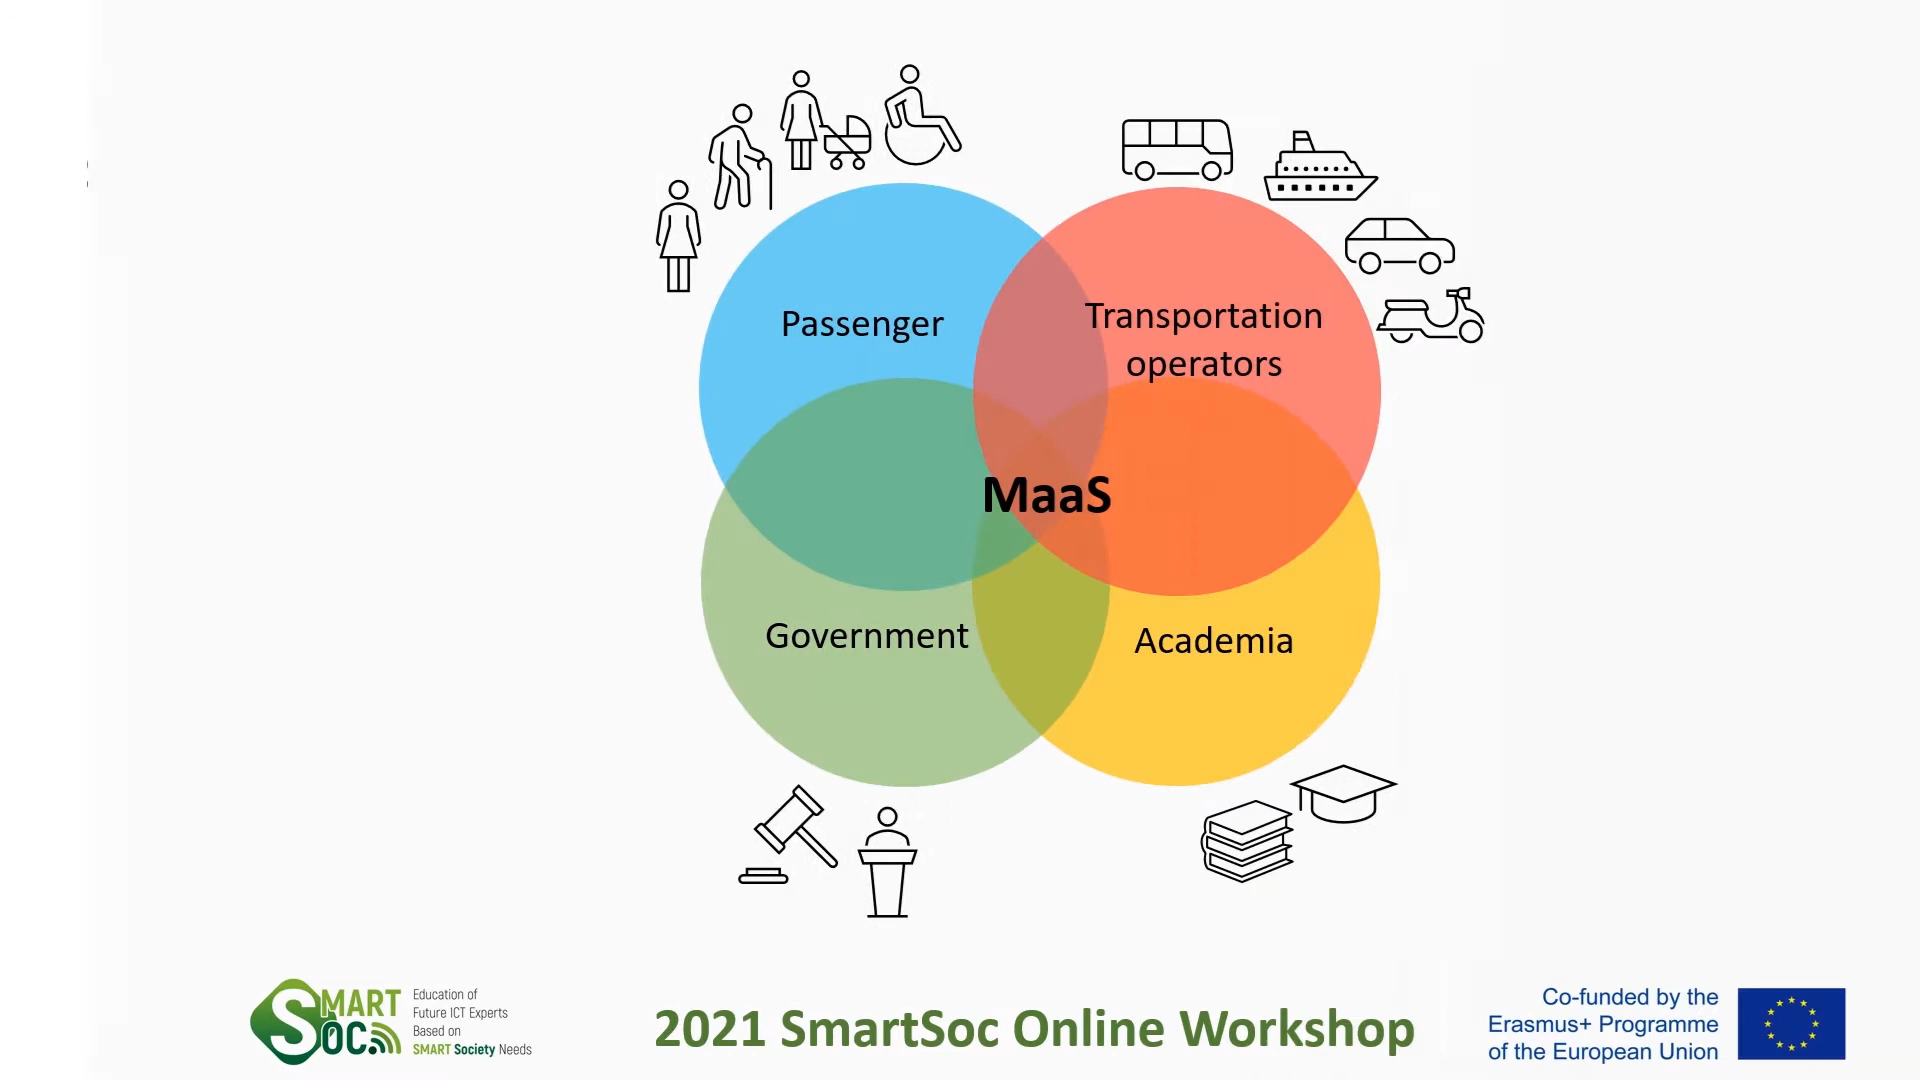 Passenger
Transportation
operators
MaaS
Government
Academia
SMART
SOC
Education of
Future ICT Experts
Based on
SMART Society Needs
2021 SmartSoc Online Workshop
Co-funded by the
Erasmus+ Programme
of the European Union